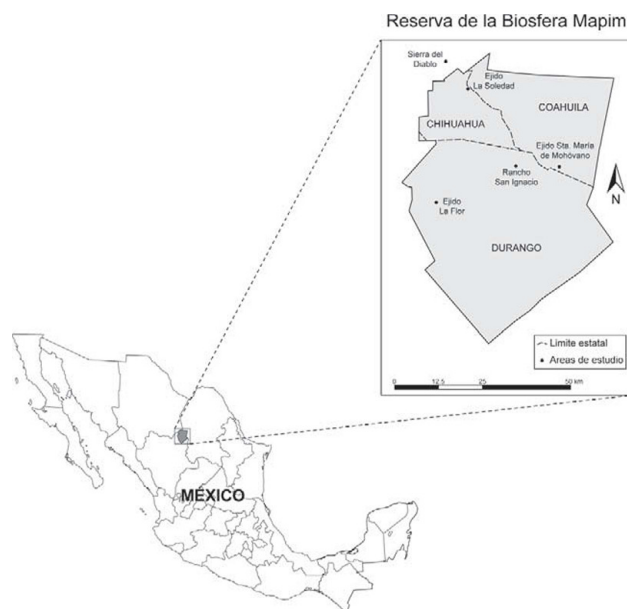 Reserva de la Biosfera Mapim
Sierra del
Diablo
Ejido
La Soledad
COAHUILA
CHIHUAHUA
Ejido Sta. María
de Mohóvano
Rancho
San Ignacio
N
Ejido
La Flor
DURANGO
Limite estatal
Areas de estudio
0 12.5 25 50 km
MÉXICO